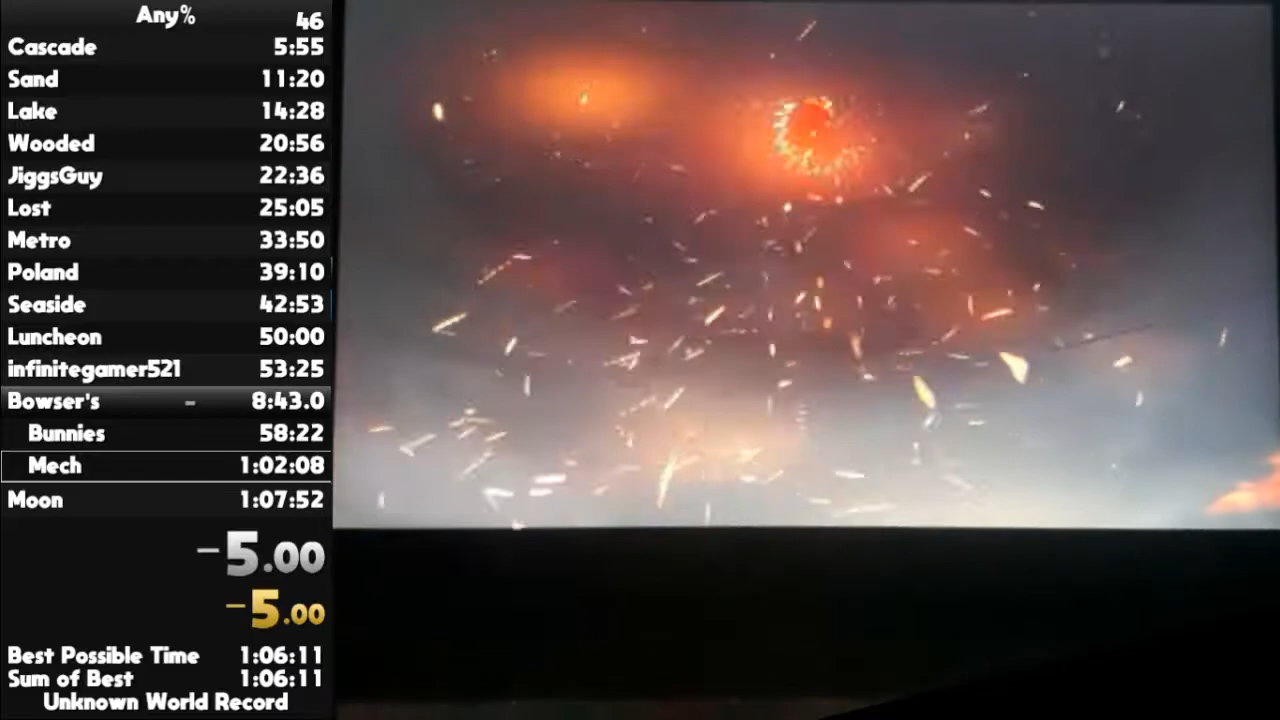 Any%
46
Cascade 5:55
Sand 11:20
Lake 14:28
Wooded 20:56
JiggsGuy 22:36
Lost 25:05
Metro 33:50
Poland 39:10
Seaside 42:53
Luncheon 50:00
infinitegamer521 53:25
Bowser's - 8:43.0
Bunnies 58:22
Mech 1:02:08
Moon 1:07:52
-5.00
-5.00
Best Possible Time 1:06:11
Sum of Best 1:06:11
Unknown World Record